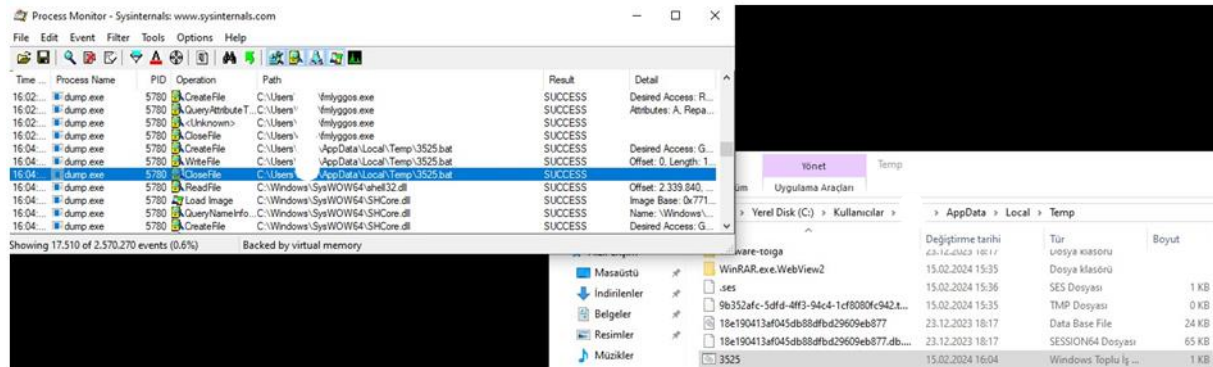 Process Monitor - Sysinternals: www.sysinternals.com
File Edit Event Filter Tools Options Help
Time ... Process Name PID Operation Path Result Detail
16:02:... dump.exe 5780 CreateFile C:\Users\ \fmlyggos.exe SUCCESS Desired Access: R...
16:02:... dump.exe 5780 QueryAttributeT... C:\Users\ \fmlyggos.exe SUCCESS Attributes: A, Repa...
16:02:... dump.exe 5780 <Unknown> C:\Users\ \fmlyggos.exe SUCCESS
16:02:... dump.exe 5780 CloseFile C:\Users\ \fmlyggos.exe SUCCESS
16:04:... dump.exe 5780 CreateFile C:\Users\ \AppData\Local\Temp\3525.bat SUCCESS Desired Access: G...
16:04:... dump.exe 5780 WriteFile C:\Users\ \AppData\Local\Temp\3525.bat SUCCESS Offset: 0, Length: 1...
16:04:... dump.exe 5780 CloseFile C:\Users\ \AppData\Local\Temp\3525.bat SUCCESS
16:04:... dump.exe 5780 ReadFile C:\Windows\SysWOW64\shell32.dll SUCCESS Offset: 2.339.840, ...
16:04:... dump.exe 5780 Load Image C:\Windows\SysWOW64\SHCore.dll SUCCESS Image Base: 0x771...
16:04:... dump.exe 5780 QueryNameInfo... C:\Windows\SysWOW64\SHCore.dll SUCCESS Name: \Windows\...
16:04:... dump.exe 5780 CreateFile C:\Windows\SysWOW64\SHCore.dll SUCCESS Desired Access: G...
Showing 17.510 of 2.570.270 events (0.6%) Backed by virtual memory
Yönet Temp
Uygulama Araçları
> Yerel Disk (C:) > Kullanıcılar > > AppData > Local > Temp
Değiştirme tarihi Tür Boyut
23.12.2023 18:17 Dosya klasörü
Masaüstü WinRAR.exe.WebView2 15.02.2024 15:35 Dosya klasörü
İndirilenler .ses 15.02.2024 15:36 SES Dosyası 1 KB
Belgeler 9b352afc-5dfd-4ff3-94c4-1cf8080fc942.t... 15.02.2024 15:35 TMP Dosyası 0 KB
Resimler 18e190413af045db88dfbd29609eb877 23.12.2023 18:17 Data Base File 24 KB
18e190413af045db88dfbd29609eb877.db.... 23.12.2023 18:17 SESSION64 Dosyası 65 KB
Müzikler 3525 15.02.2024 16:04 Windows Toplu İş ... 1 KB